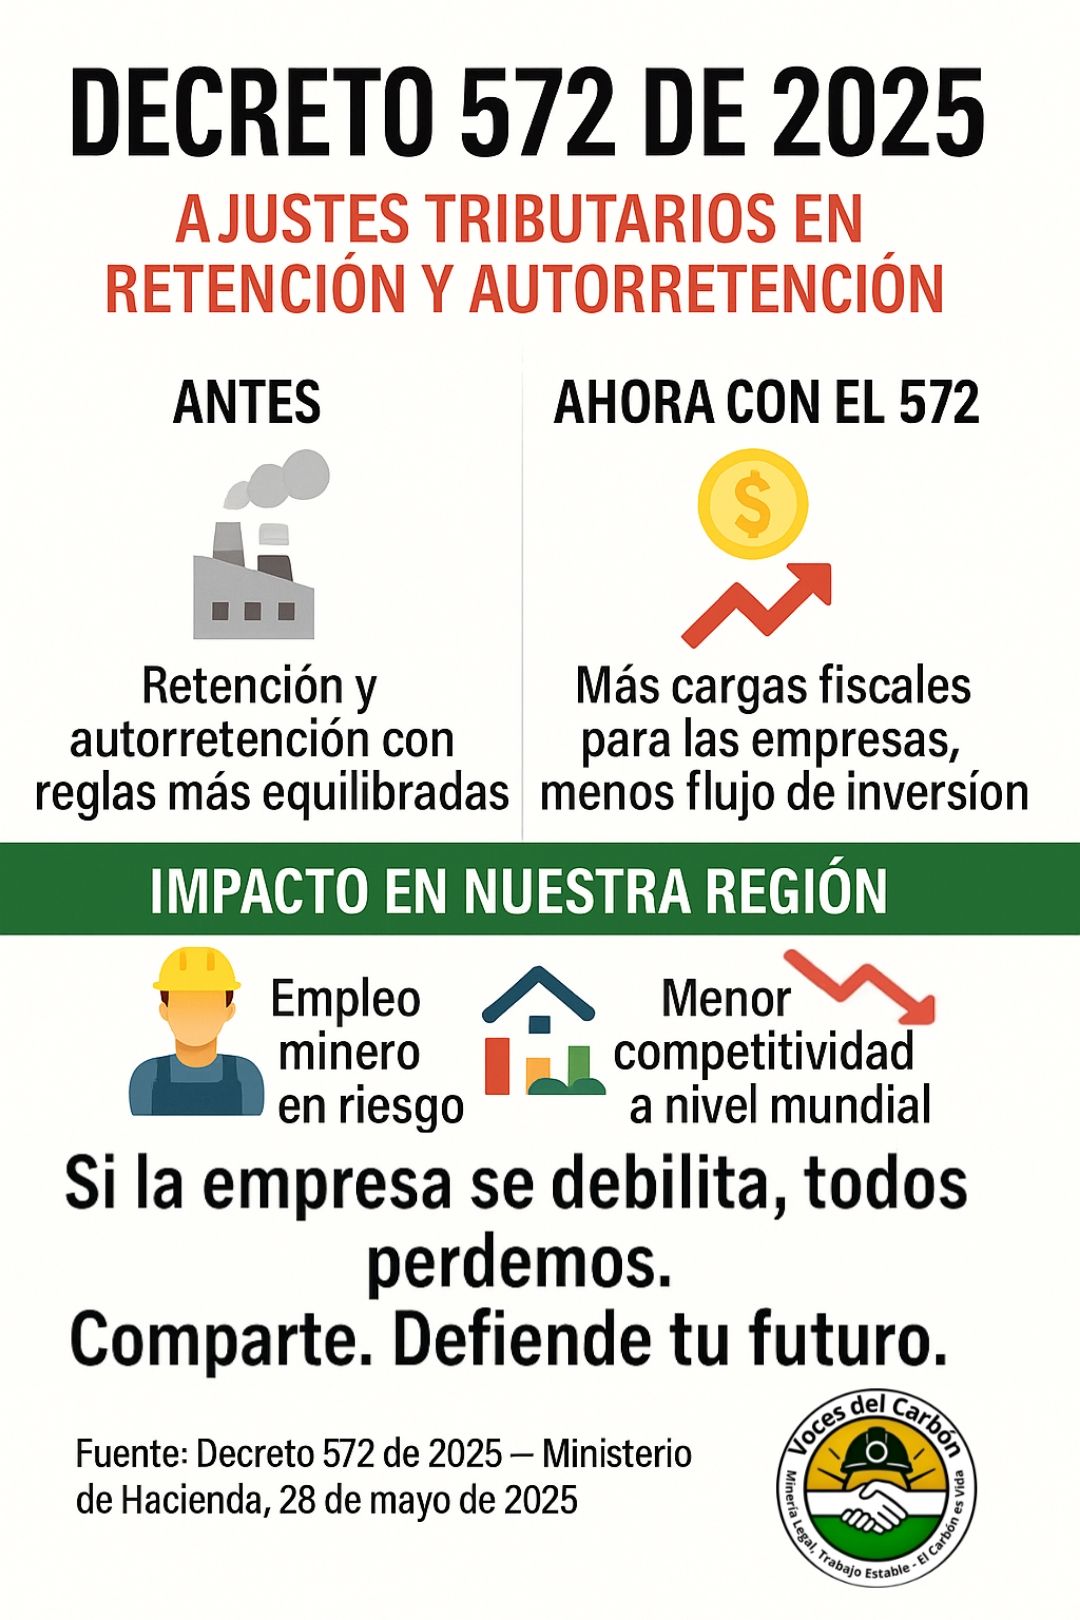 DECRETO 572 DE 2025
AJUSTES TRIBUTARIOS EN
RETENCIÓN Y AUTORRETENCIÓN
ANTES
Retención y
autorretención con
reglas más equilibradas
AHORA CON EL 572
$
Más cargas fiscales
para las empresas,
menos flujo de inversíon
IMPACTO EN NUESTRA REGIÓN
Empleo
minero
en riesgo
Menor
competitividad
a nivel mundial
Si la empresa se debilita, todos
perdemos.
Comparte. Defiende tu futuro.
Fuente: Decreto 572 de 2025 – Ministerio
de Hacienda, 28 de mayo de 2025
Voces del Carbón
Minería Legal, Trabajo Estable - El Carbón es Vida